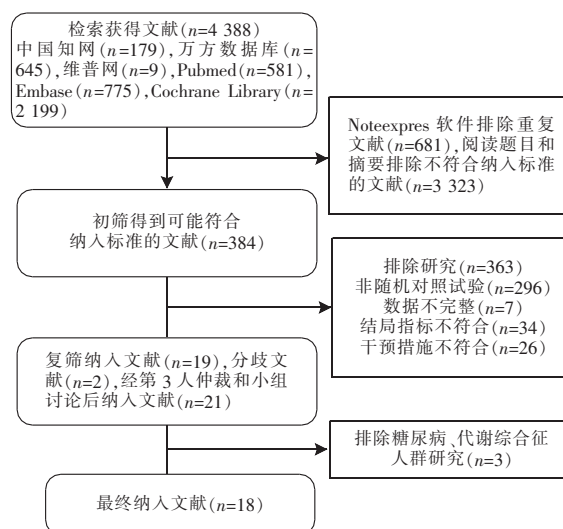 检索获得文献(n=4 388)
中国知网(n=179),万方数据库(n=
645),维普网(n=9),Pubmed(n=581),
Embase(n=775),Cochrane Library(n=
2 199)
Noteexpres 软件排除重复
文献(n=681),阅读题目和
摘要排除不符合纳入标准
的文献(n=3 323)
初筛得到可能符合
纳入标准的文献(n=384)
排除研究(n=363)
非随机对照试验(n=296)
数据不完整(n=7)
结局指标不符合(n=34)
干预措施不符合(n=26)
复筛纳入文献(n=19),分歧文
献(n=2),经第 3 人仲裁和小组
讨论后纳入文献(n=21)
排除糖尿病、代谢综合征
人群研究(n=3)
最终纳入文献(n=18)